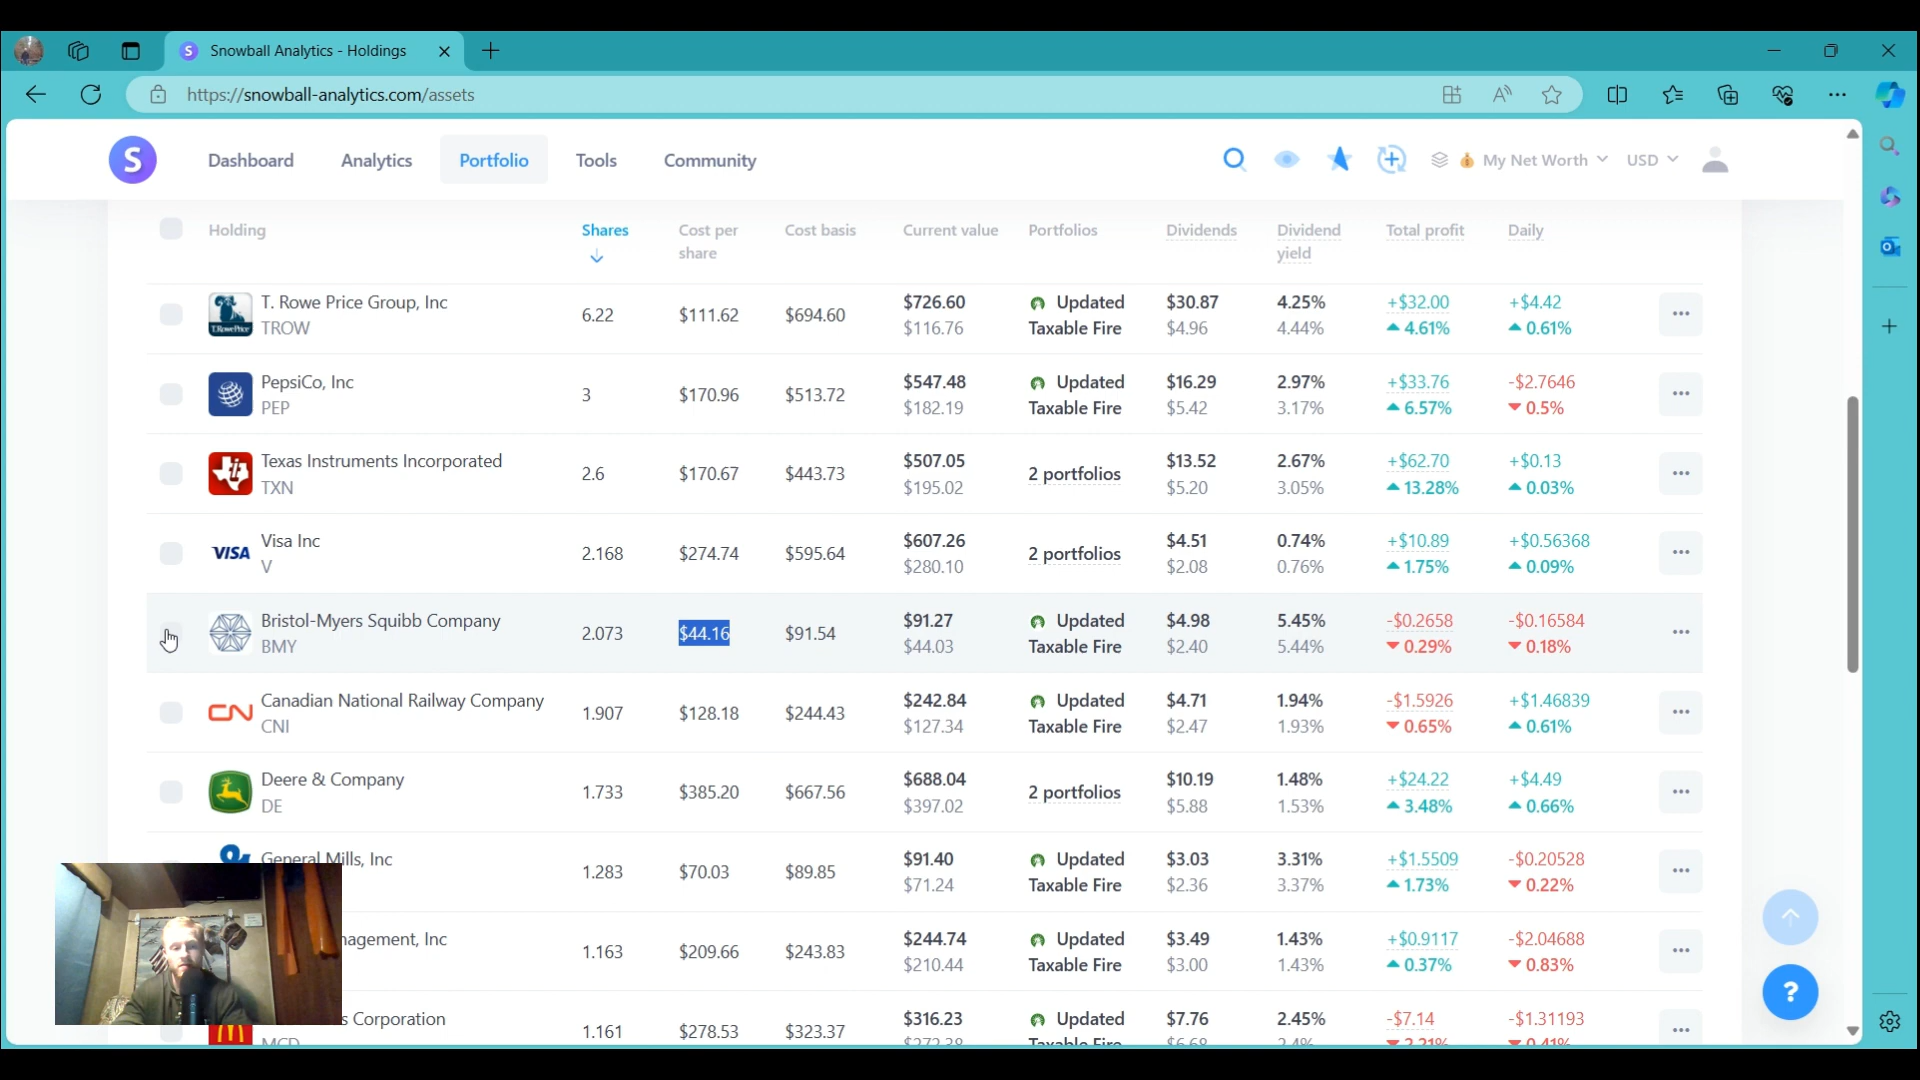 Snowball Analytics - Holdings
https://snowball-analytics.com/assets
S
Dashboard
Analytics
Portfolio
Tools
Community
My Net Worth
USD
Holding
Shares
Cost per
share
Cost basis
Current value
Portfolios
Dividends
Dividend
yield
Total profit
Daily
T. Rowe Price Group, Inc
TROW
6.22
$111.62
$694.60
$726.60
$116.76
Updated
Taxable Fire
$30.87
$4.96
4.25%
4.44%
+$32.00
4.61%
+$4.42
0.61%
PepsiCo, Inc
PEP
3
$170.96
$513.72
$547.48
$182.19
Updated
Taxable Fire
$16.29
$5.42
2.97%
3.17%
+$33.76
6.57%
-$2.7646
0.5%
Texas Instruments Incorporated
TXN
2.6
$170.67
$443.73
$507.05
$195.02
2 portfolios
$13.52
$5.20
2.67%
3.05%
+$62.70
13.28%
+$0.13
0.03%
VISA
Visa Inc
V
2.168
$274.74
$595.64
$607.26
$280.10
2 portfolios
$4.51
$2.08
0.74%
0.76%
+$10.89
1.75%
+$0.56368
0.09%
Bristol-Myers Squibb Company
BMY
2.073
$44.16
$91.54
$91.27
$44.03
Updated
Taxable Fire
$4.98
$2.40
5.45%
5.44%
-$0.2658
0.29%
-$0.16584
0.18%
CN
Canadian National Railway Company
CNI
1.907
$128.18
$244.43
$242.84
$127.34
Updated
Taxable Fire
$4.71
$2.47
1.94%
1.93%
-$1.5926
0.65%
+$1.46839
0.61%
Deere & Company
DE
1.733
$385.20
$667.56
$688.04
$397.02
2 portfolios
$10.19
$5.88
1.48%
1.53%
+$24.22
3.48%
+$4.49
0.66%
General Mills, Inc
1.283
$70.03
$89.85
$91.40
$71.24
Updated
Taxable Fire
$3.03
$2.36
3.31%
3.37%
+$1.5509
1.73%
-$0.20528
0.22%
nagement, Inc
1.163
$209.66
$243.83
$244.74
$210.44
Updated
Taxable Fire
$3.49
$3.00
1.43%
1.43%
+$0.9117
0.37%
-$2.04688
0.83%
s Corporation
MCD
1.161
$278.53
$323.37
$316.23
$272.38
Updated
Taxable Fire
$7.76
$6.68
2.45%
2.4%
-$7.14
2.21%
-$1.31193
0.41%
?